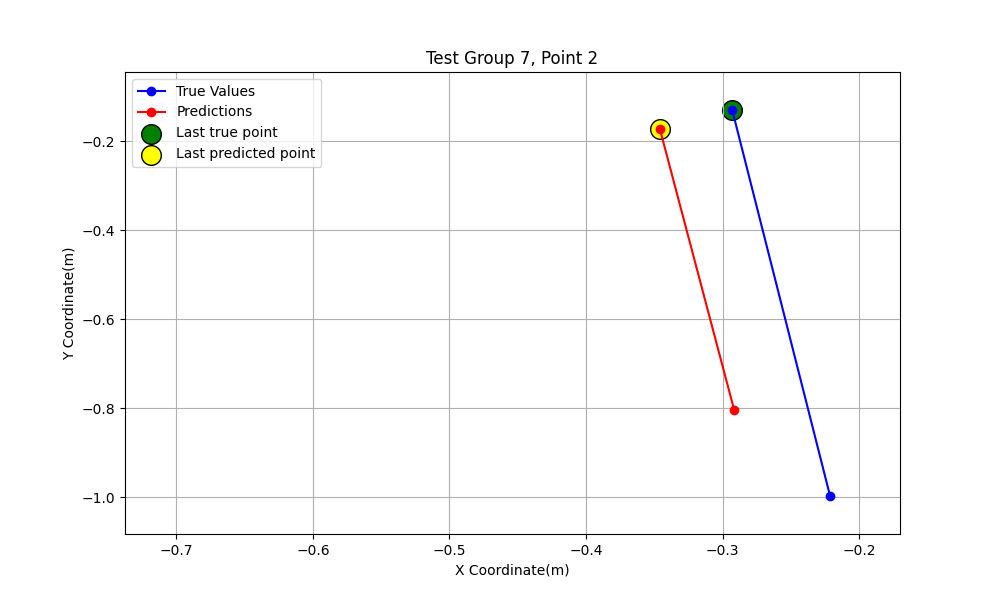 Test Group 7, Point 2
True Values
Predictions
Last true point
Last predicted point
Y Coordinate(m)
−0.2
−0.4
−0.6
−0.8
−1.0
−0.7
−0.6
−0.5
−0.4
−0.3
−0.2
X Coordinate(m)